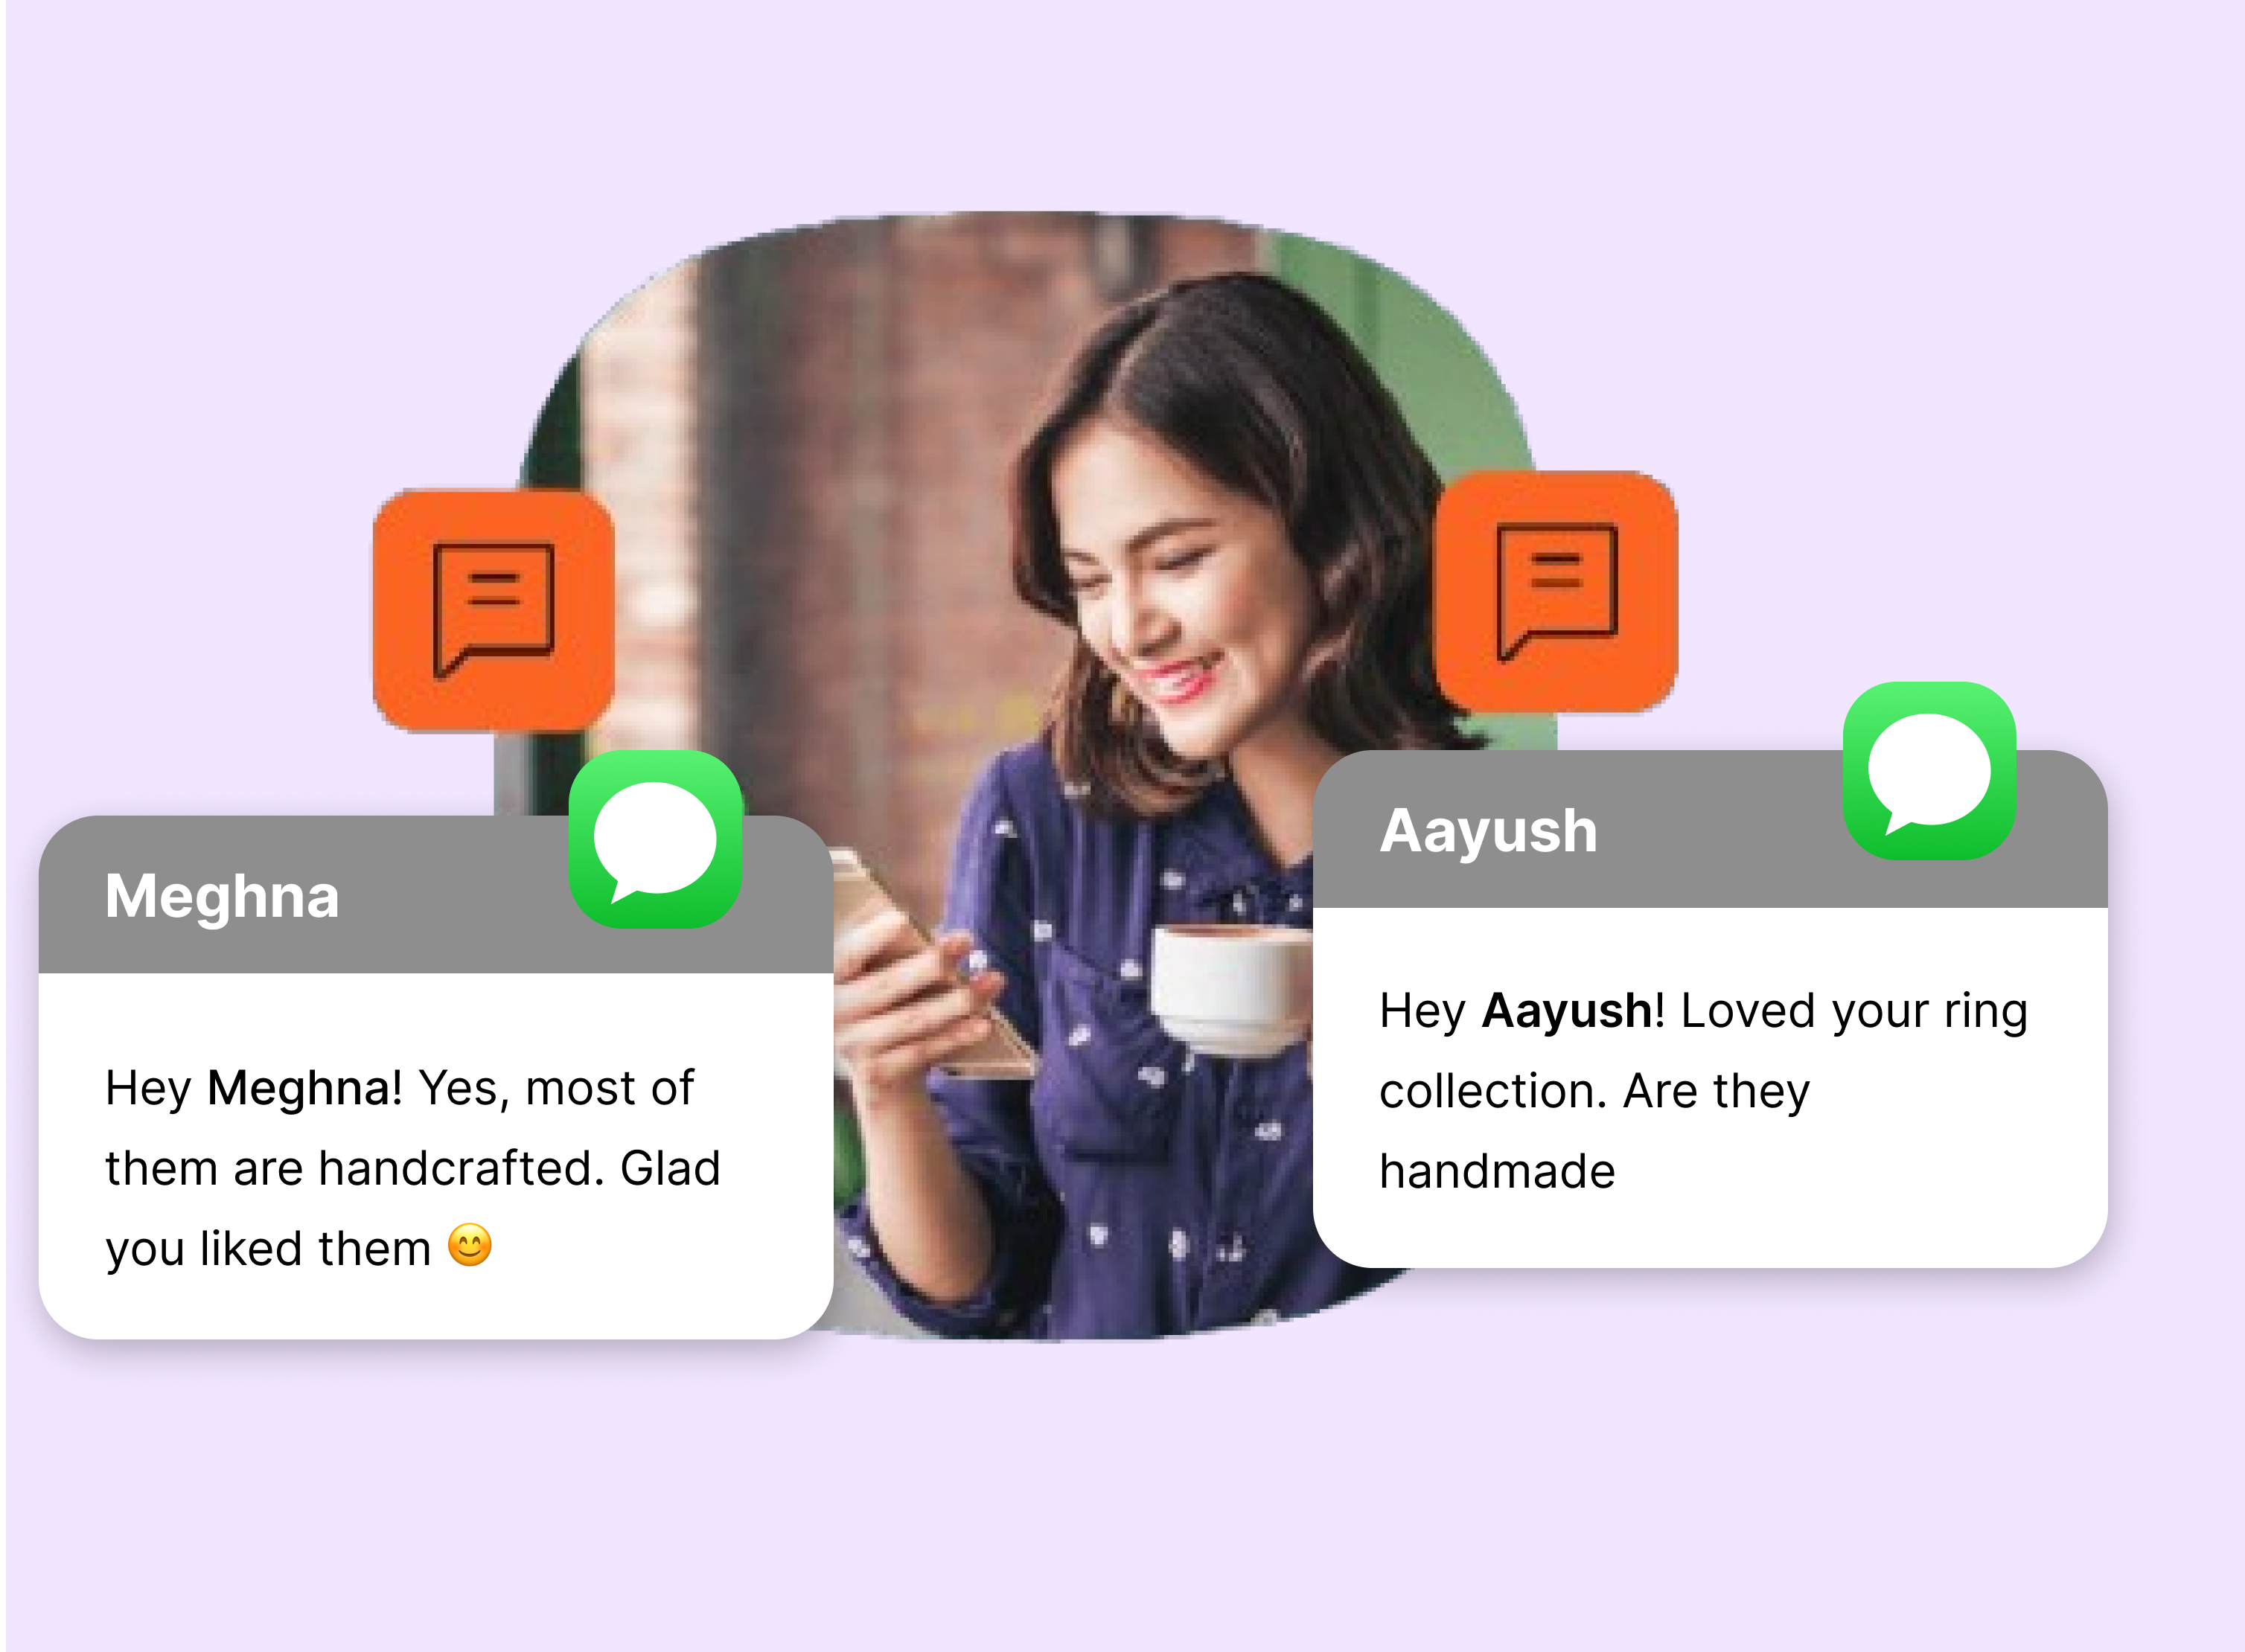 Meghna
Hey Meghna! Yes, most of
them are handcrafted. Glad
you liked them 😊
Aayush
Hey Aayush! Loved your ring
collection. Are they
handmade